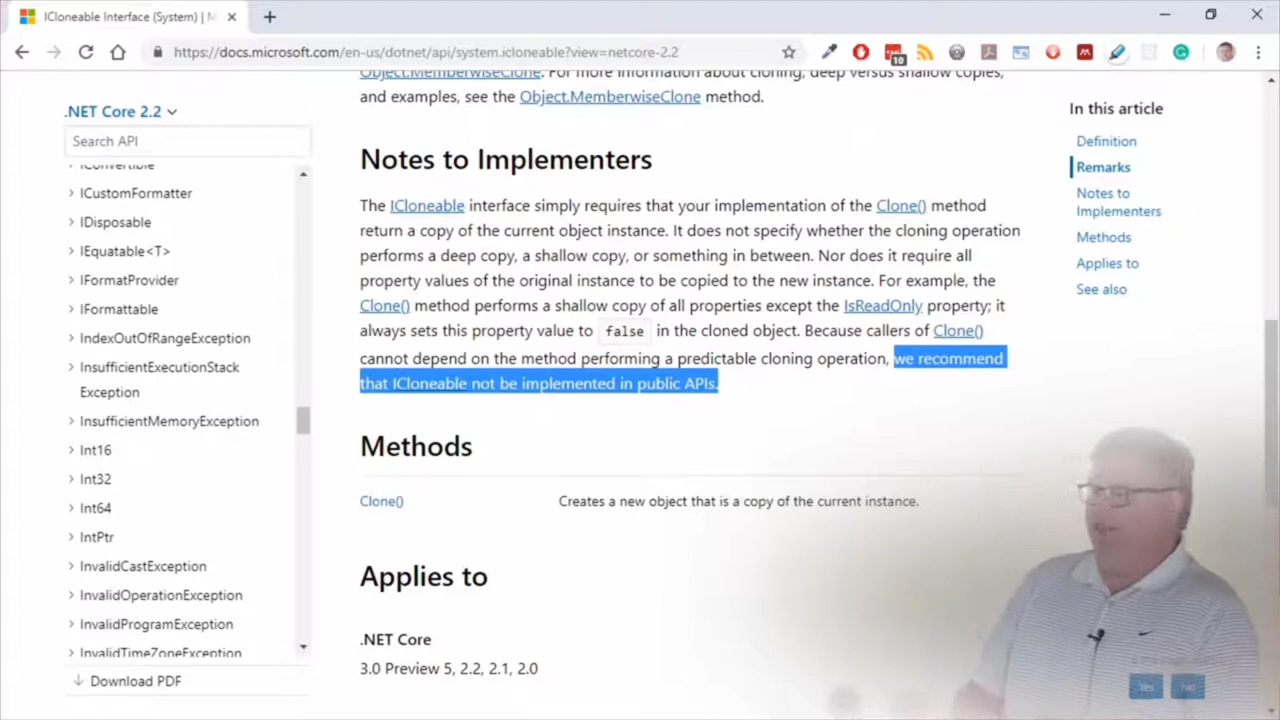 ICloneable Interface (System) | M
https://docs.microsoft.com/en-us/dotnet/api/system.icloneable?view=netcore-2.2
10
.NET Core 2.2
Search API
IConvertible
ICustomFormatter
IDisposable
IEquatable<T>
IFormatProvider
IFormattable
IndexOutOfRangeException
InsufficientExecutionStack
Exception
InsufficientMemoryException
Int16
Int32
Int64
IntPtr
InvalidCastException
InvalidOperationException
InvalidProgramException
InvalidTimeZoneException
Download PDF
Object.MemberwiseClone. For more information about cloning, deep versus shallow copies,
and examples, see the Object.MemberwiseClone method.
Notes to Implementers
The ICloneable interface simply requires that your implementation of the Clone() method
return a copy of the current object instance. It does not specify whether the cloning operation
performs a deep copy, a shallow copy, or something in between. Nor does it require all
property values of the original instance to be copied to the new instance. For example, the
Clone() method performs a shallow copy of all properties except the IsReadOnly property; it
always sets this property value to false in the cloned object. Because callers of Clone()
cannot depend on the method performing a predictable cloning operation, we recommend
that ICloneable not be implemented in public APIs.
Methods
Clone() Creates a new object that is a copy of the current instance.
Applies to
.NET Core
3.0 Preview 5, 2.2, 2.1, 2.0
In this article
Definition
Remarks
Notes to
Implementers
Methods
Applies to
See also
Yes No